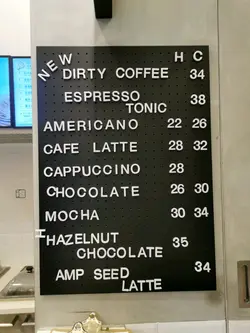 NEW H C
DIRTY COFFEE 34
ESPRESSO
TONIC 38
AMERICANO 22 26
CAFE LATTE 28 32
CAPPUCCINO 28
CHOCOLATE 26 30
MOCHA 30 34
HAZELNUT 35
CHOCOLATE
AMP SEED 34
LATTE